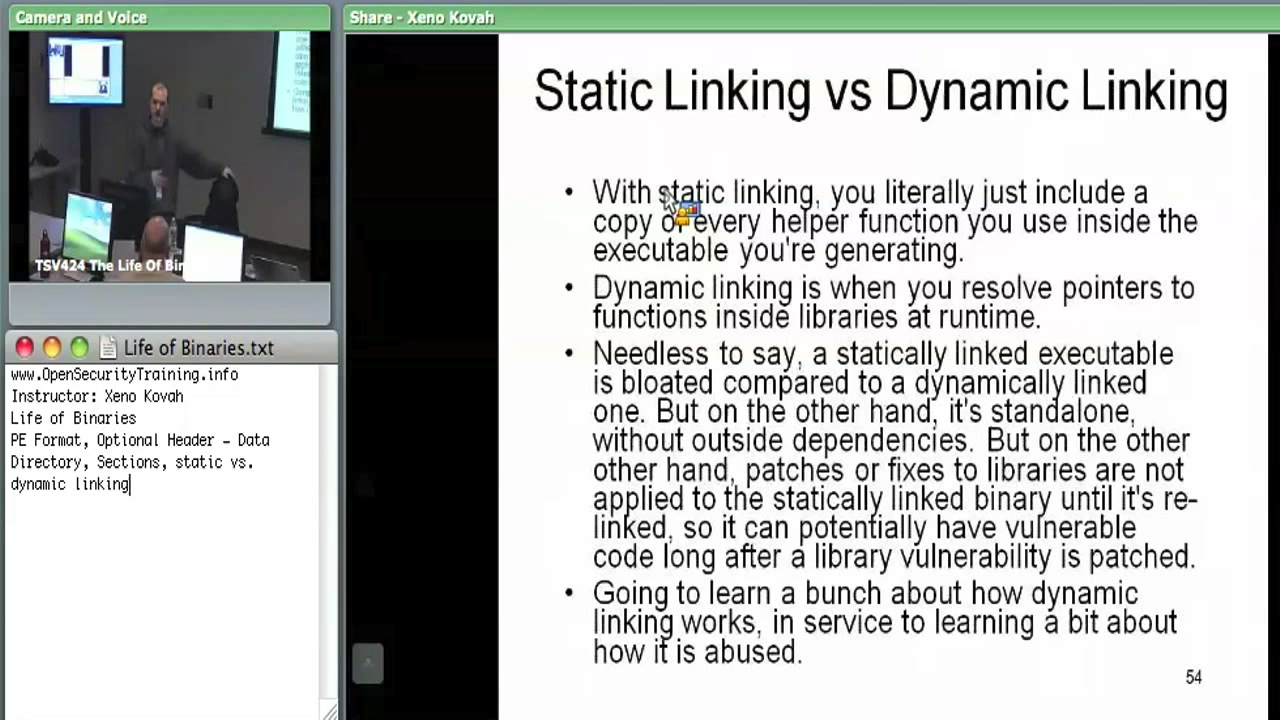 Camera and Voice
TSV424 The Life Of Bin
Life of Binaries.txt
www.OpenSecurityTraining.info
Instructor: Xeno Kovah
Life of Binaries
PE Format, Optional Header - Data
Directory, Sections, static vs.
dynamic linking
Share - Xeno Kovah
Static Linking vs Dynamic Linking
• With static linking, you literally just include a
copy of every helper function you use inside the
executable you're generating.
• Dynamic linking is when you resolve pointers to
functions inside libraries at runtime.
• Needless to say, a statically linked executable
is bloated compared to a dynamically linked
one. But on the other hand, it's standalone,
without outside dependencies. But on the other
other hand, patches or fixes to libraries are not
applied to the statically linked binary until it's re-
linked, so it can potentially have vulnerable
code long after a library vulnerability is patched.
• Going to learn a bunch about how dynamic
linking works, in service to learning a bit about
how it is abused.
54